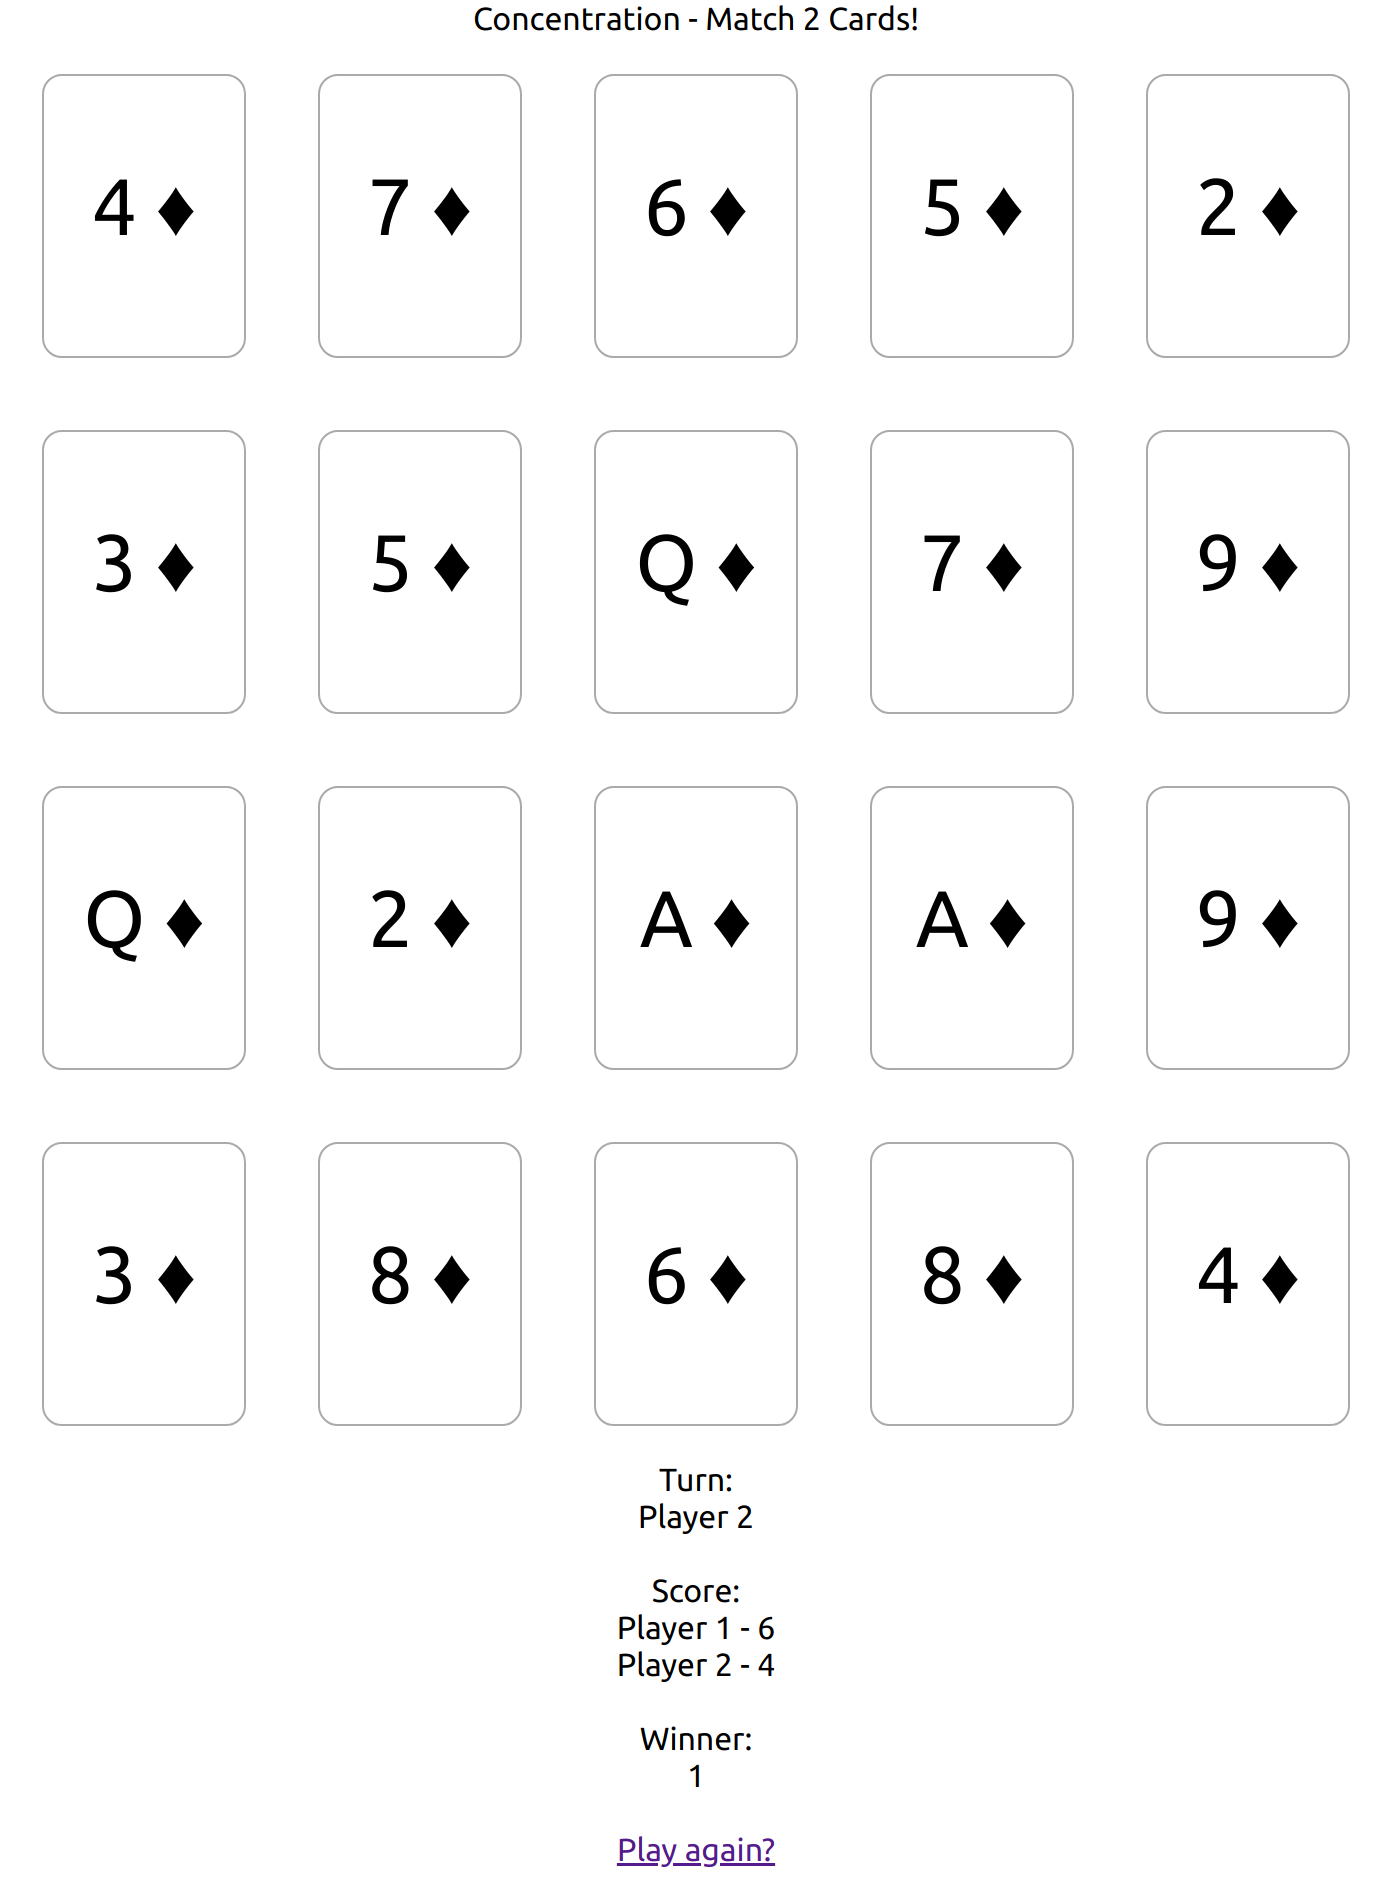 Concentration - Match 2 Cards!
4 ♦ 7 ♦ 6 ♦ 5 ♦ 2 ♦
3 ♦ 5 ♦ Q ♦ 7 ♦ 9 ♦
Q ♦ 2 ♦ A ♦ A ♦ 9 ♦
3 ♦ 8 ♦ 6 ♦ 8 ♦ 4 ♦
Turn:
Player 2
Score:
Player 1 - 6
Player 2 - 4
Winner:
1
Play again?